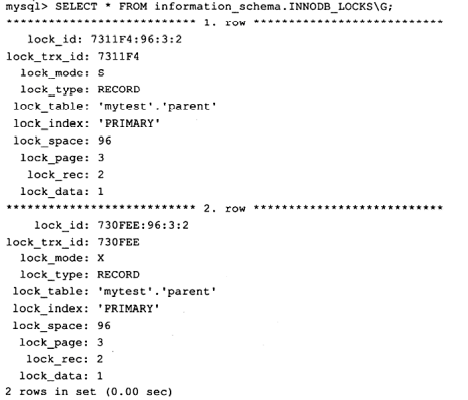 mysql> SELECT * FROM information_schema.INNODB_LOCKS\G;
*************************** 1. row ***************************
lock_id: 7311F4:96:3:2
lock_trx_id: 7311F4
lock_mode: S
lock_type: RECORD
lock_table: 'mytest'.'parent'
lock_index: 'PRIMARY'
lock_space: 96
lock_page: 3
lock_rec: 2
lock_data: 1
*************************** 2. row ***************************
lock_id: 730FEE:96:3:2
lock_trx_id: 730FEE
lock_mode: X
lock_type: RECORD
lock_table: 'mytest'.'parent'
lock_index: 'PRIMARY'
lock_space: 96
lock_page: 3
lock_rec: 2
lock_data: 1
2 rows in set (0.00 sec)